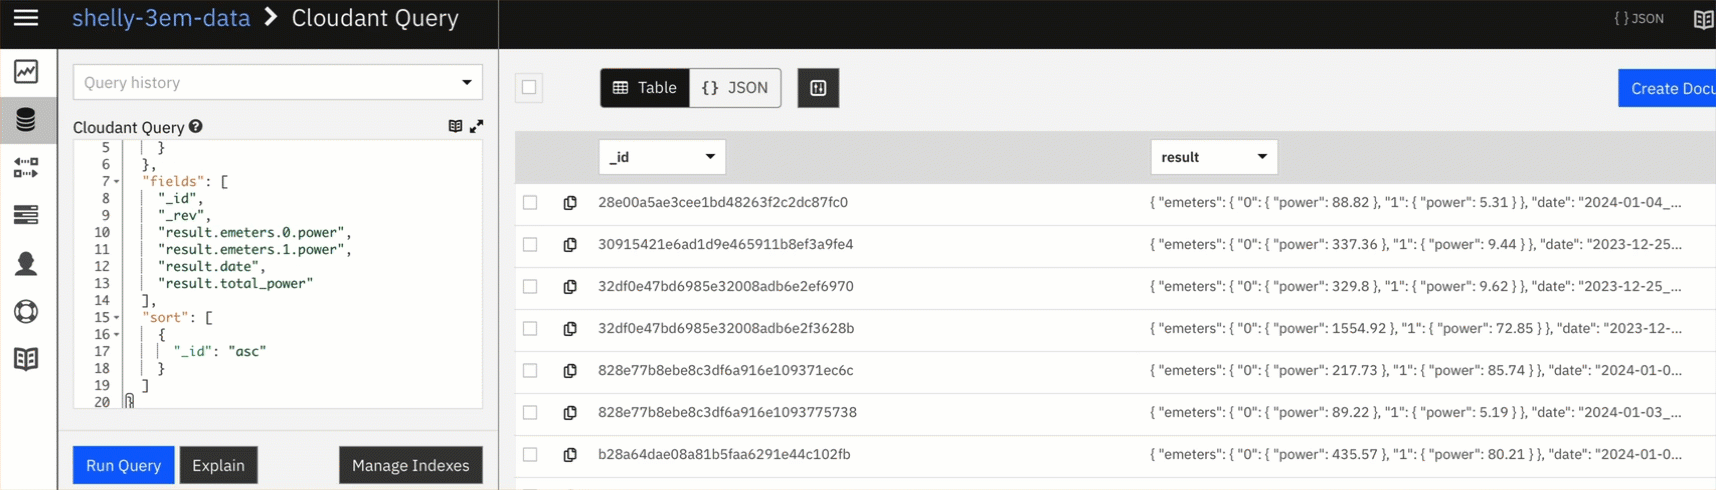 shelly-3em-data > Cloudant Query
{ } JSON
Query history
Cloudant Query
5 }
6 },
7 "fields": [
8 "_id",
9 "_rev",
10 "result.emeters.0.power",
11 "result.emeters.1.power",
12 "result.date",
13 "result.total_power"
14 ],
15 "sort": [
16 {
17 "_id": "asc"
18 }
19 ]
20 }
Run Query
Explain
Manage Indexes
Table
{} JSON
Create Docu
_id result
28e00a5ae3cee1bd48263f2c2dc87fc0 { "emeters": { "0": { "power": 88.82 }, "1": { "power": 5.31 } }, "date": "2024-01-04_...
30915421e6ad1d9e465911b8ef3a9fe4 { "emeters": { "0": { "power": 337.36 }, "1": { "power": 9.44 } }, "date": "2023-12-25...
32df0e47bd6985e32008adb6e2ef6970 { "emeters": { "0": { "power": 329.8 }, "1": { "power": 9.62 } }, "date": "2023-12-25_...
32df0e47bd6985e32008adb6e2f3628b { "emeters": { "0": { "power": 1554.92 }, "1": { "power": 72.85 } }, "date": "2023-12-...
828e77b8ebe8c3df6a916e109371ec6c { "emeters": { "0": { "power": 217.73 }, "1": { "power": 85.74 } }, "date": "2024-01-0...
828e77b8ebe8c3df6a916e1093775738 { "emeters": { "0": { "power": 89.22 }, "1": { "power": 5.19 } }, "date": "2024-01-03_...
b28a64dae08a81b5faa6291e44c102fb { "emeters": { "0": { "power": 435.57 }, "1": { "power": 80.21 } }, "date": "2024-01-0...